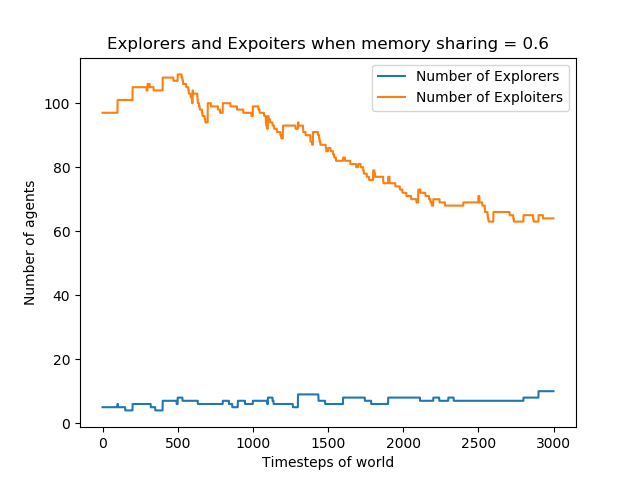 Explorers and Expoiters when memory sharing = 0.6
Number of Explorers
Number of Exploiters
Number of agents
100
80
60
40
20
0
0 500 1000 1500 2000 2500 3000
Timesteps of world